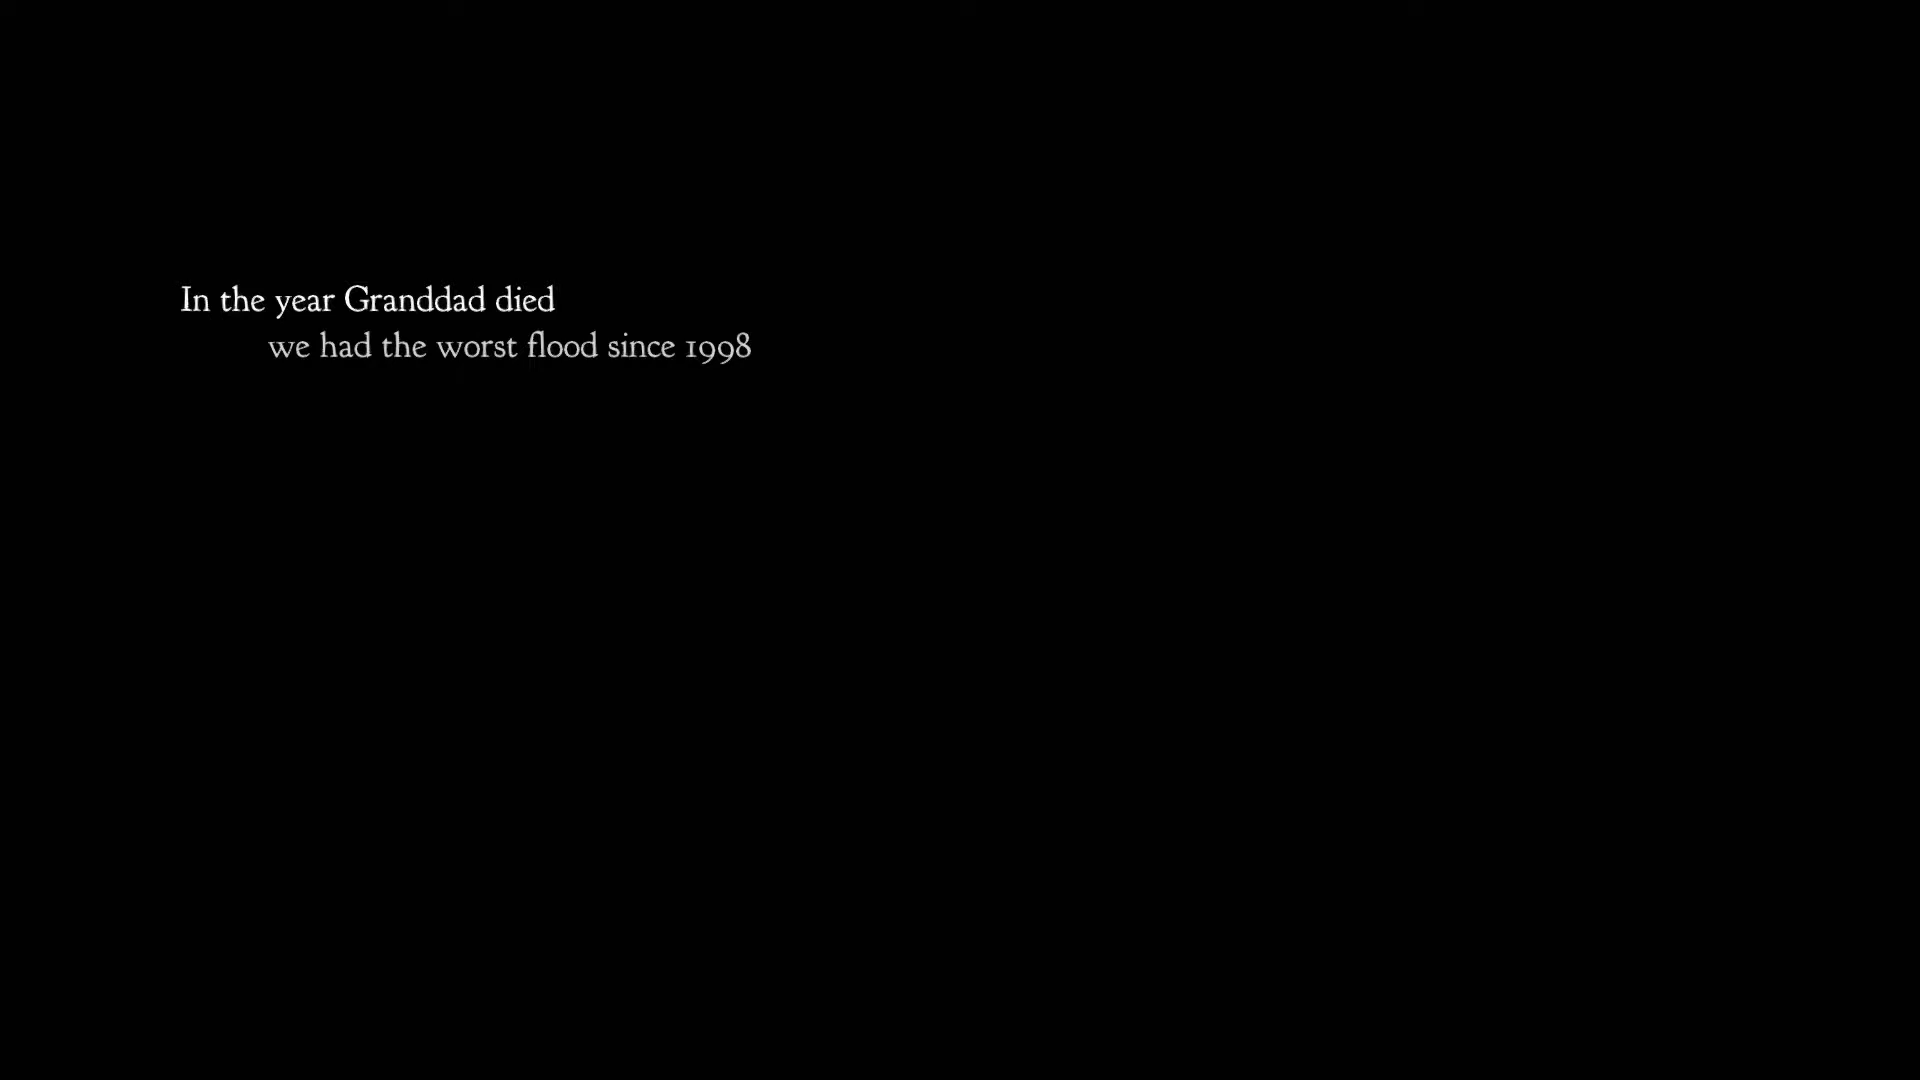 In the year Granddad died
we had the worst flood since 1998